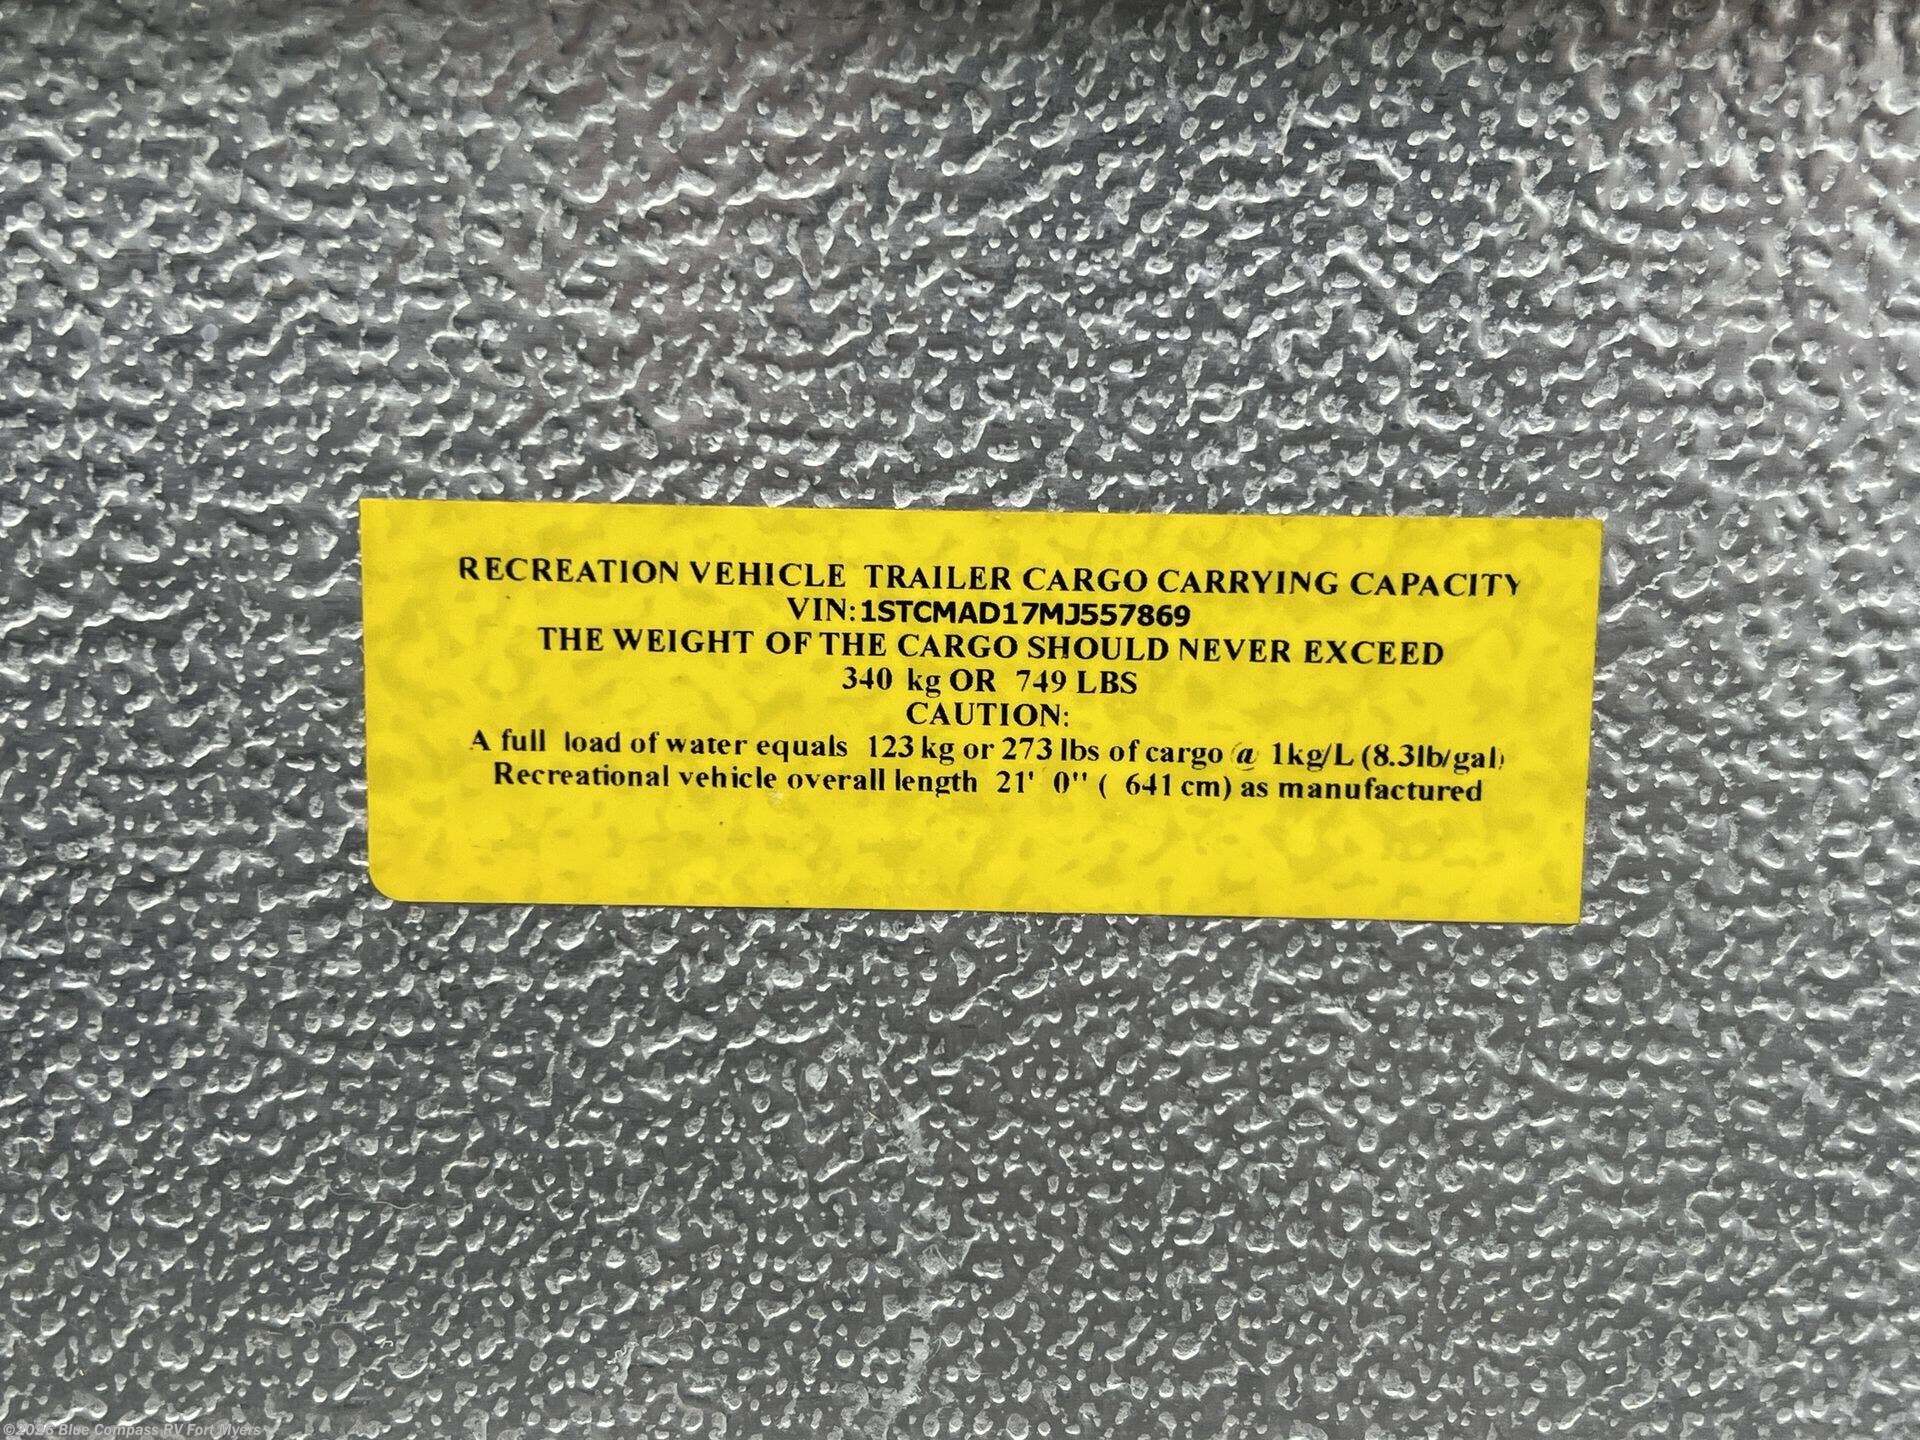 RECREATION VEHICLE TRAILER CARGO CARRYING CAPACITY
VIN:1STCMAD17MJ557869
THE WEIGHT OF THE CARGO SHOULD NEVER EXCEED
340 kg OR 749 LBS
CAUTION:
A full load of water equals 123 kg or 273 lbs of cargo @ 1kg/L (8.3lb/gal)
Recreational vehicle overall length 21' 0" ( 641 cm) as manufactured
©2026 Blue Compass RV Fort Myers